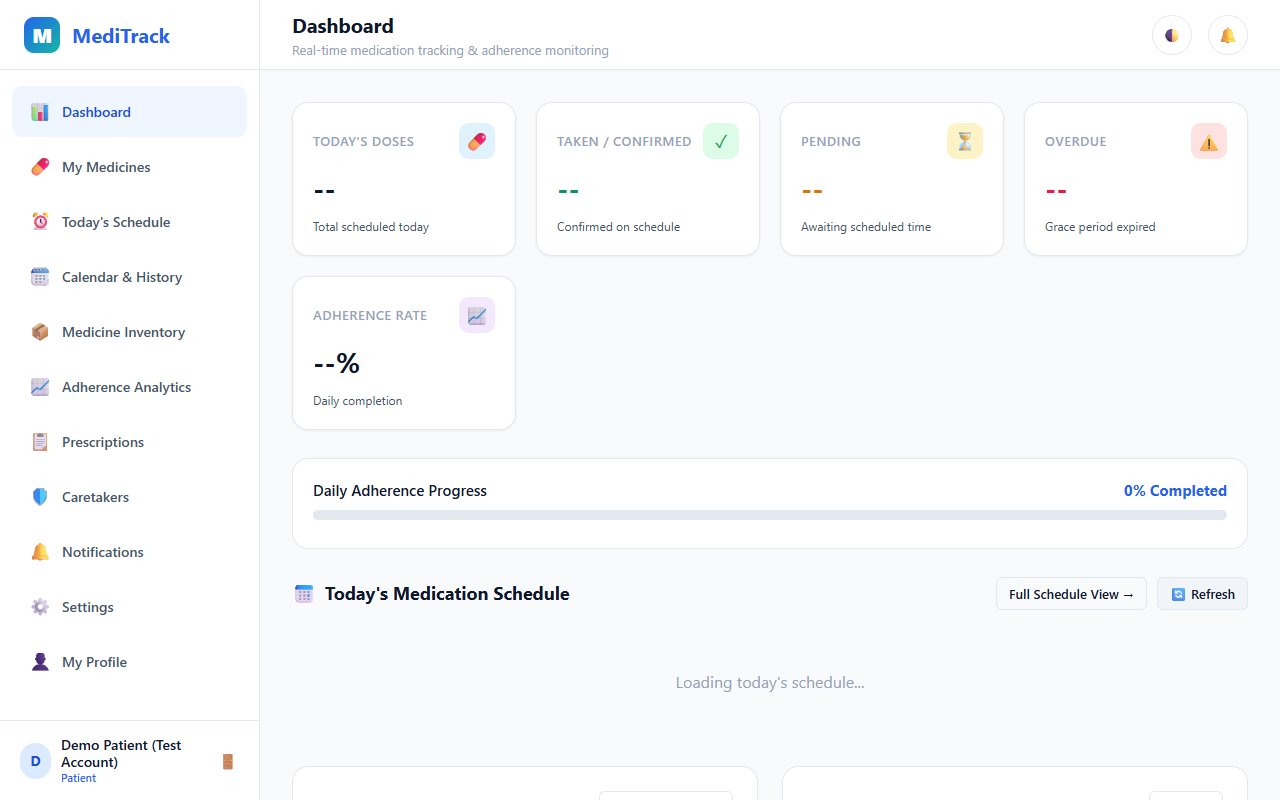 M MediTrack
Dashboard
Real-time medication tracking & adherence monitoring
Dashboard
My Medicines
Today's Schedule
Calendar & History
Medicine Inventory
Adherence Analytics
Prescriptions
Caretakers
Notifications
Settings
My Profile
D
Demo Patient (Test
Account)
Patient
TODAY'S DOSES
--
Total scheduled today
TAKEN / CONFIRMED
✓
--
Confirmed on schedule
PENDING
--
Awaiting scheduled time
OVERDUE
--
Grace period expired
ADHERENCE RATE
--%
Daily completion
Daily Adherence Progress
0% Completed
Today's Medication Schedule
Full Schedule View →
Refresh
Loading today's schedule...